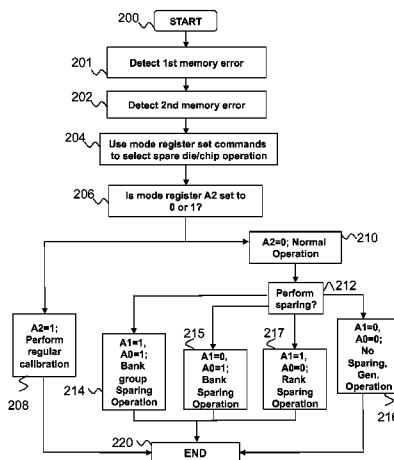 200
START
201
Detect 1st memory error
202
Detect 2nd memory error
204
Use mode register set commands
to select spare die/chip operation
206
Is mode register A2 set to
0 or 1?
210
A2=0; Normal
Operation
212
Perform
sparing?
A2=1;
Perform
regular
calibration
208
A1=1,
A0=1;
Bank
group
Sparing
Operation
214
215
A1=0,
A0=1;
Bank
Sparing
Operation
217
A1=1,
A0=0;
Rank
Sparing
Operation
A1=0,
A0=0;
No
Sparing,
Gen.
Operation
216
220
END